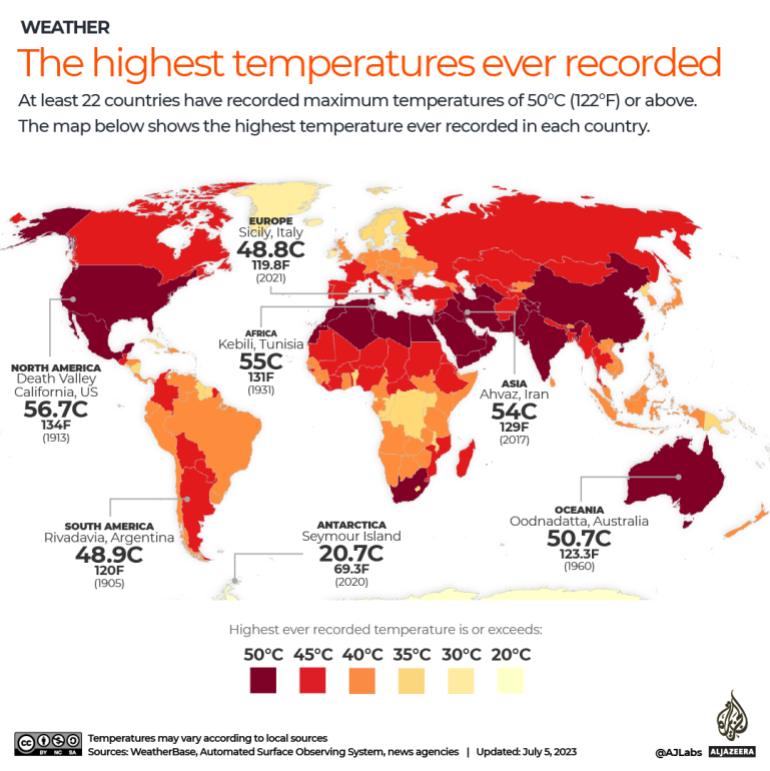 WEATHER
The highest temperatures ever recorded
At least 22 countries have recorded maximum temperatures of 50°C (122°F) or above.
The map below shows the highest temperature ever recorded in each country.
EUROPE
Sicily, Italy
48.8C
119.8F
(2021)
AFRICA
Kebili, Tunisia
55C
131F
(1931)
NORTH AMERICA
Death Valley
California, US
56.7C
134F
(1913)
ASIA
Ahvaz, Iran
54C
129F
(2017)
SOUTH AMERICA
Rivadavia, Argentina
48.9C
120F
(1905)
ANTARCTICA
Seymour Island
20.7C
69.3F
(2020)
OCEANIA
Oodnadatta, Australia
50.7C
123.3F
(1960)
Highest ever recorded temperature is or exceeds:
50°C 45°C 40°C 35°C 30°C 20°C
cc BY NC SA
Temperatures may vary according to local sources
Sources: WeatherBase, Automated Surface Observing System, news agencies | Updated: July 5, 2023
@AJLabs ALJAZEERA